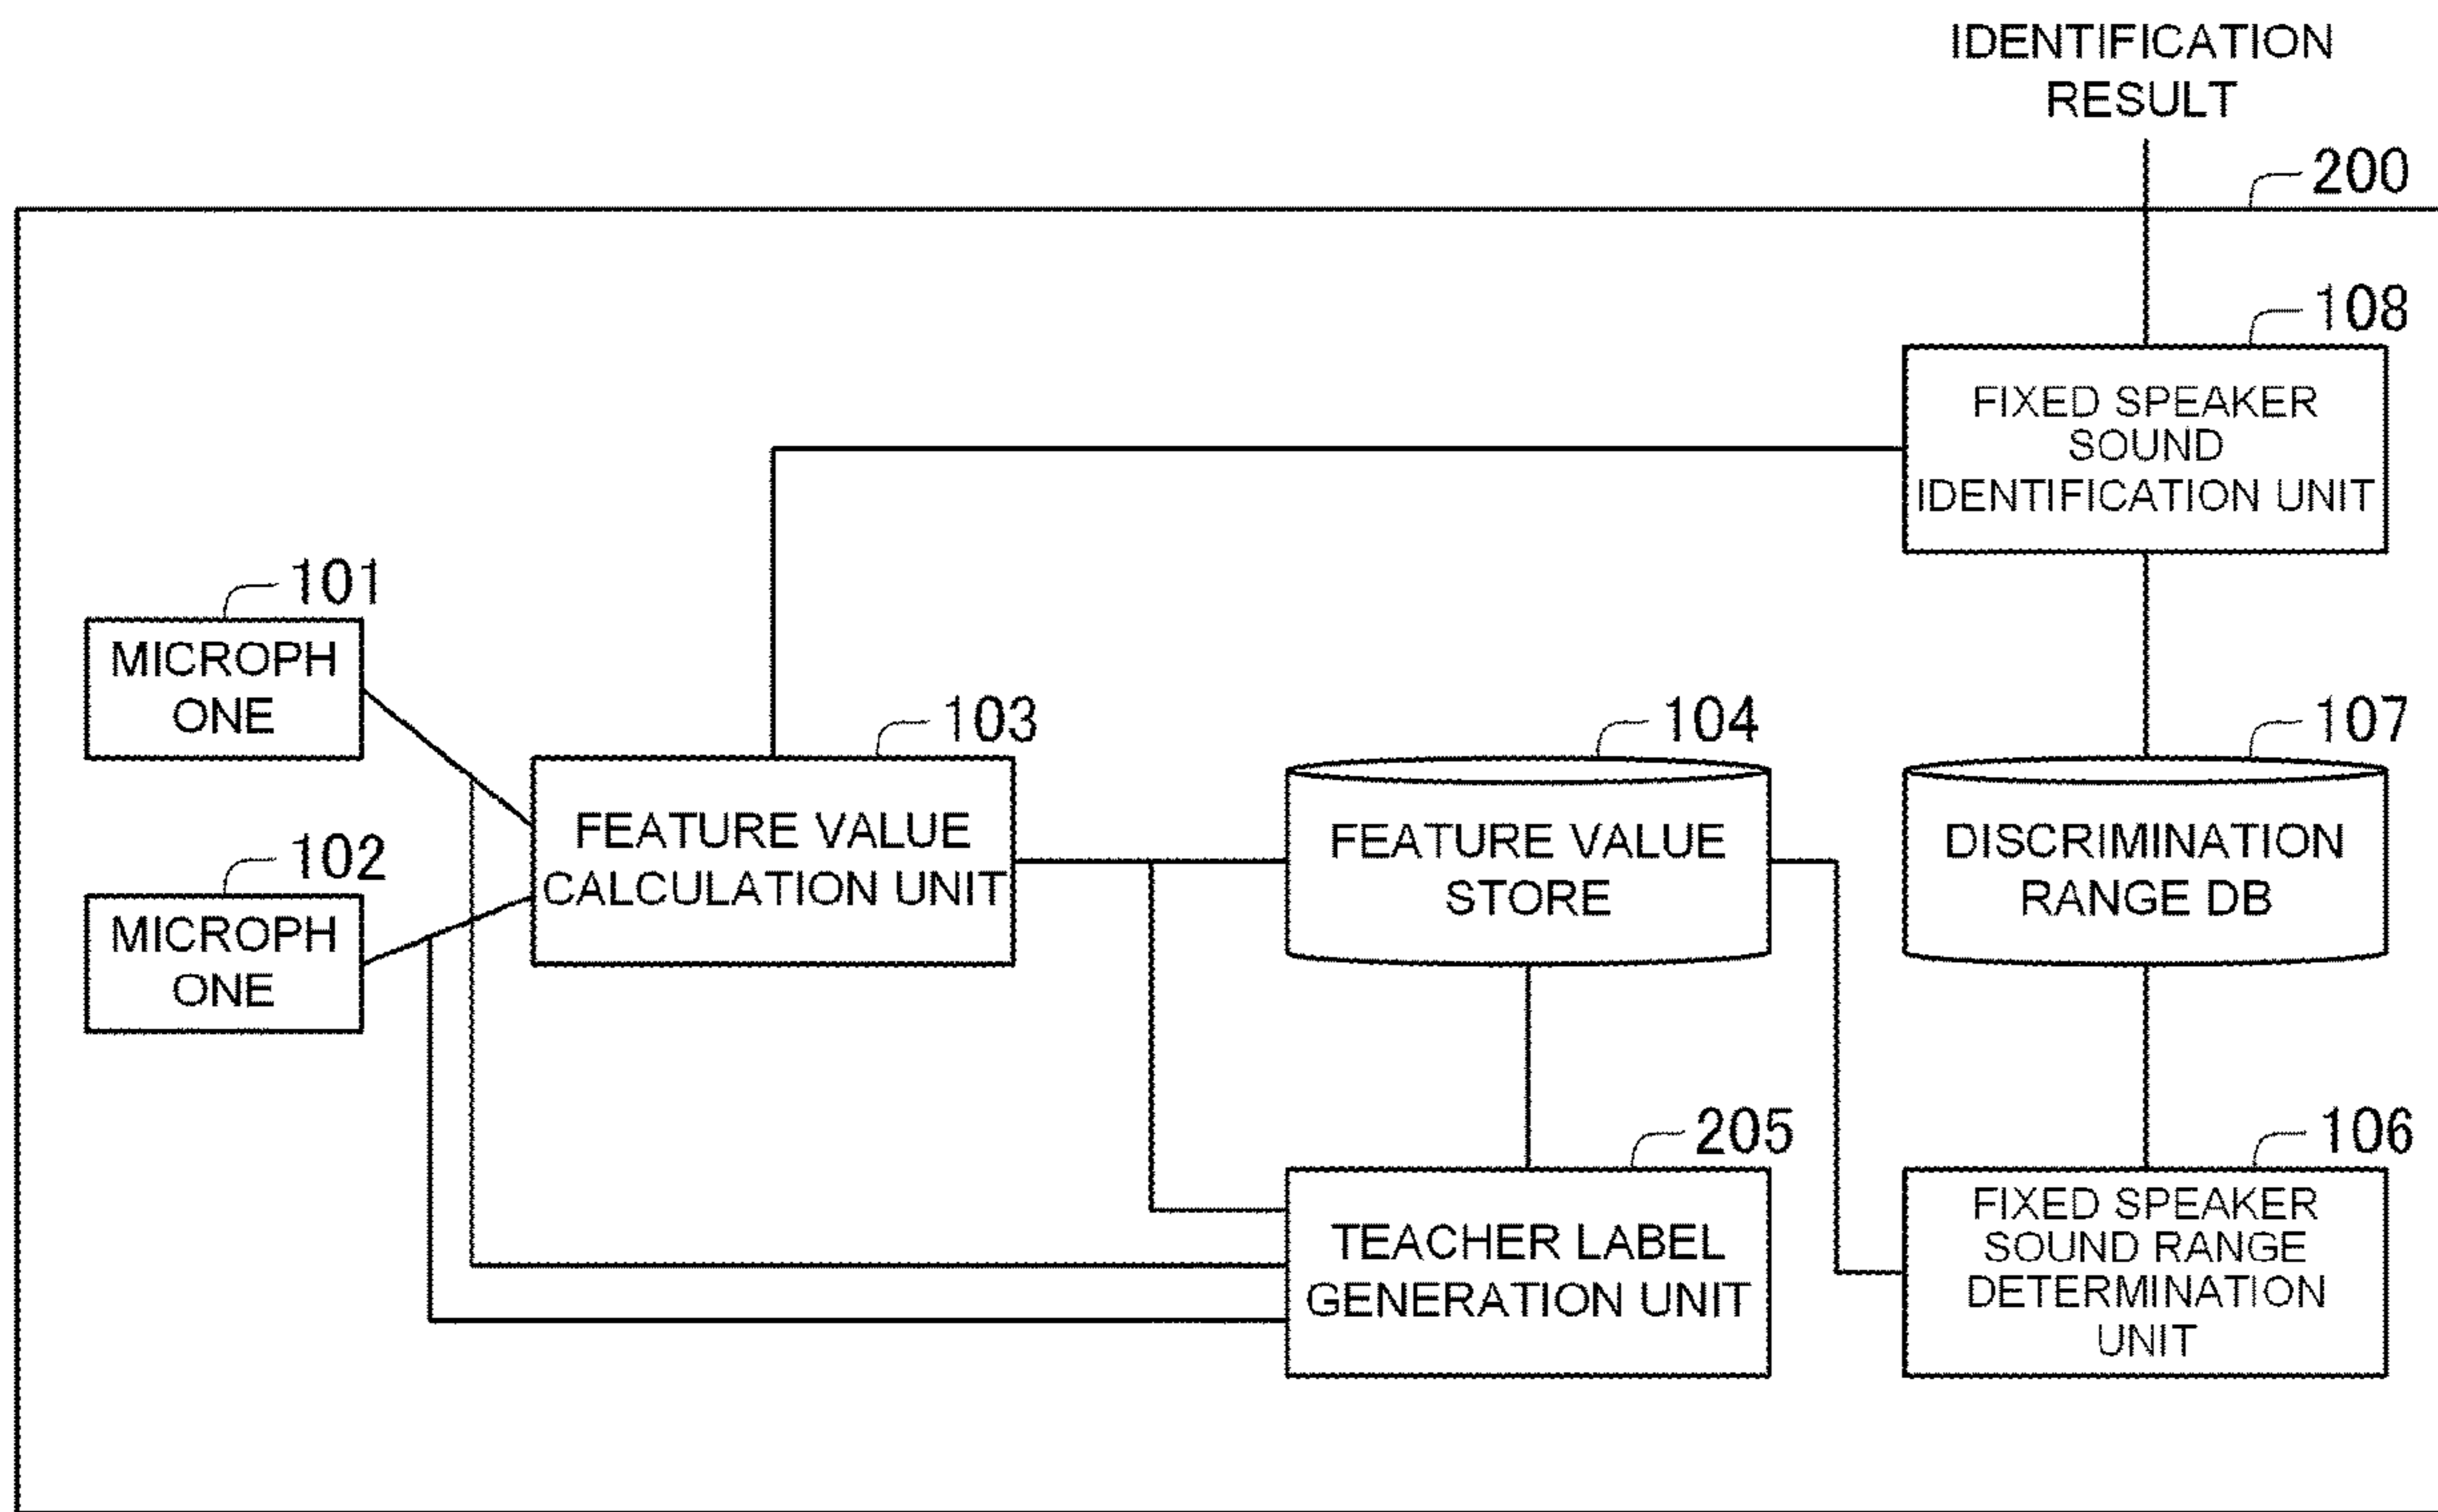 IDENTIFICATION
RESULT
200
108
FIXED SPEAKER
SOUND
IDENTIFICATION UNIT
101
MICROPH
ONE
102
MICROPH
ONE
103
FEATURE VALUE
CALCULATION UNIT
104
FEATURE VALUE
STORE
107
DISCRIMINATION
RANGE DB
205
TEACHER LABEL
GENERATION UNIT
106
FIXED SPEAKER
SOUND RANGE
DETERMINATION
UNIT